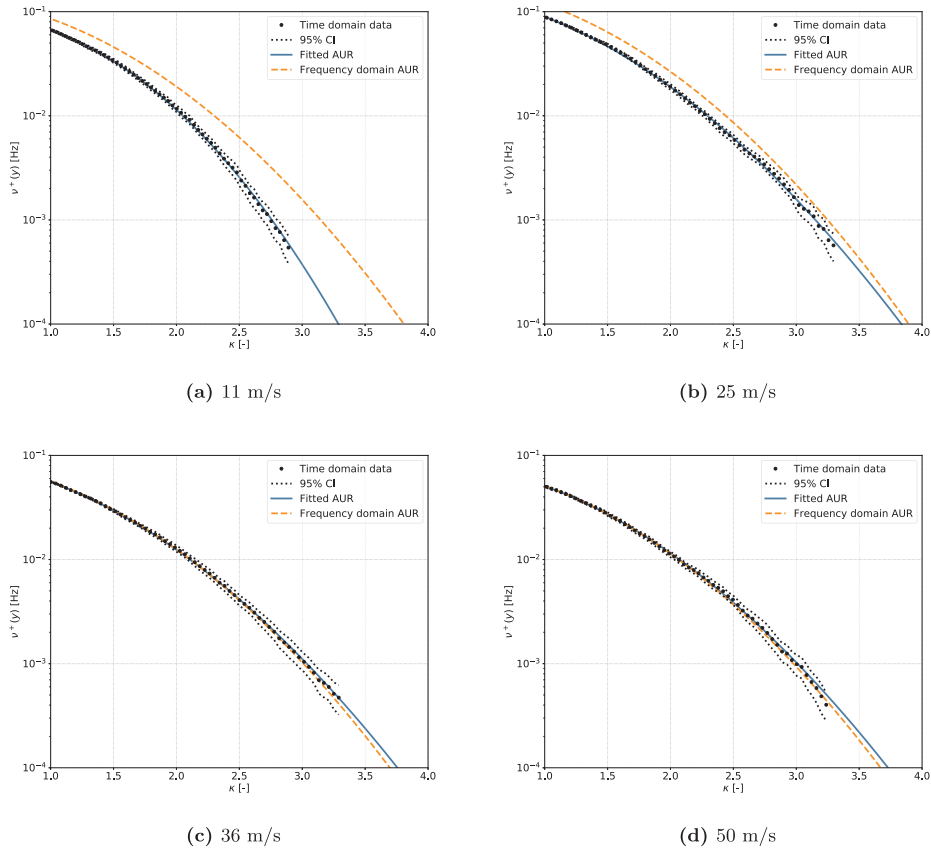 Time domain data
95% CI
Fitted AUR
Frequency domain AUR
10⁻¹
10⁻²
10⁻³
10⁻⁴
ν⁺(y) [Hz]
1.0 1.5 2.0 2.5 3.0 3.5 4.0
κ [-]
(a) 11 m/s
Time domain data
95% CI
Fitted AUR
Frequency domain AUR
10⁻¹
10⁻²
10⁻³
10⁻⁴
ν⁺(y) [Hz]
1.0 1.5 2.0 2.5 3.0 3.5 4.0
κ [-]
(b) 25 m/s
Time domain data
95% CI
Fitted AUR
Frequency domain AUR
10⁻¹
10⁻²
10⁻³
10⁻⁴
ν⁺(y) [Hz]
1.0 1.5 2.0 2.5 3.0 3.5 4.0
κ [-]
(c) 36 m/s
Time domain data
95% CI
Fitted AUR
Frequency domain AUR
10⁻¹
10⁻²
10⁻³
10⁻⁴
ν⁺(y) [Hz]
1.0 1.5 2.0 2.5 3.0 3.5 4.0
κ [-]
(d) 50 m/s